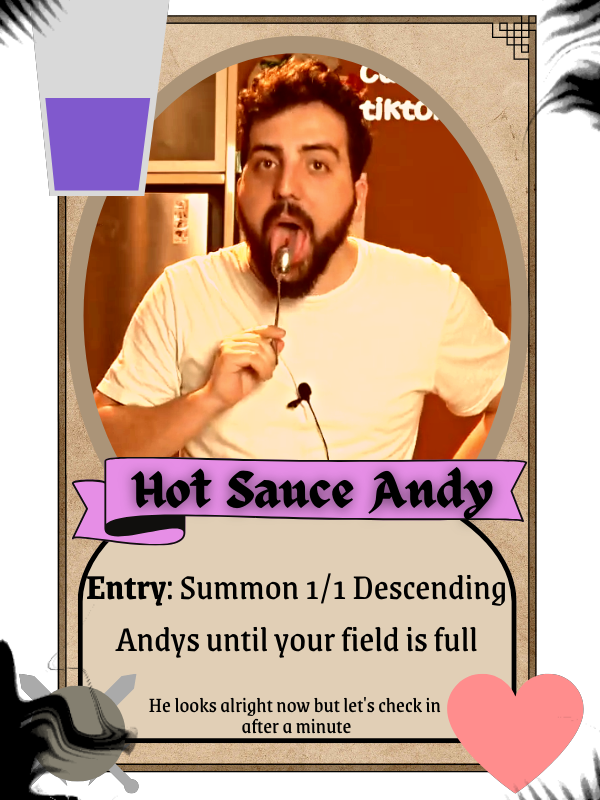 tikto
Hot Sauce Andy
Entry: Summon 1/1 Descending
Andys until your field is full
He looks alright now but let's check in
after a minute